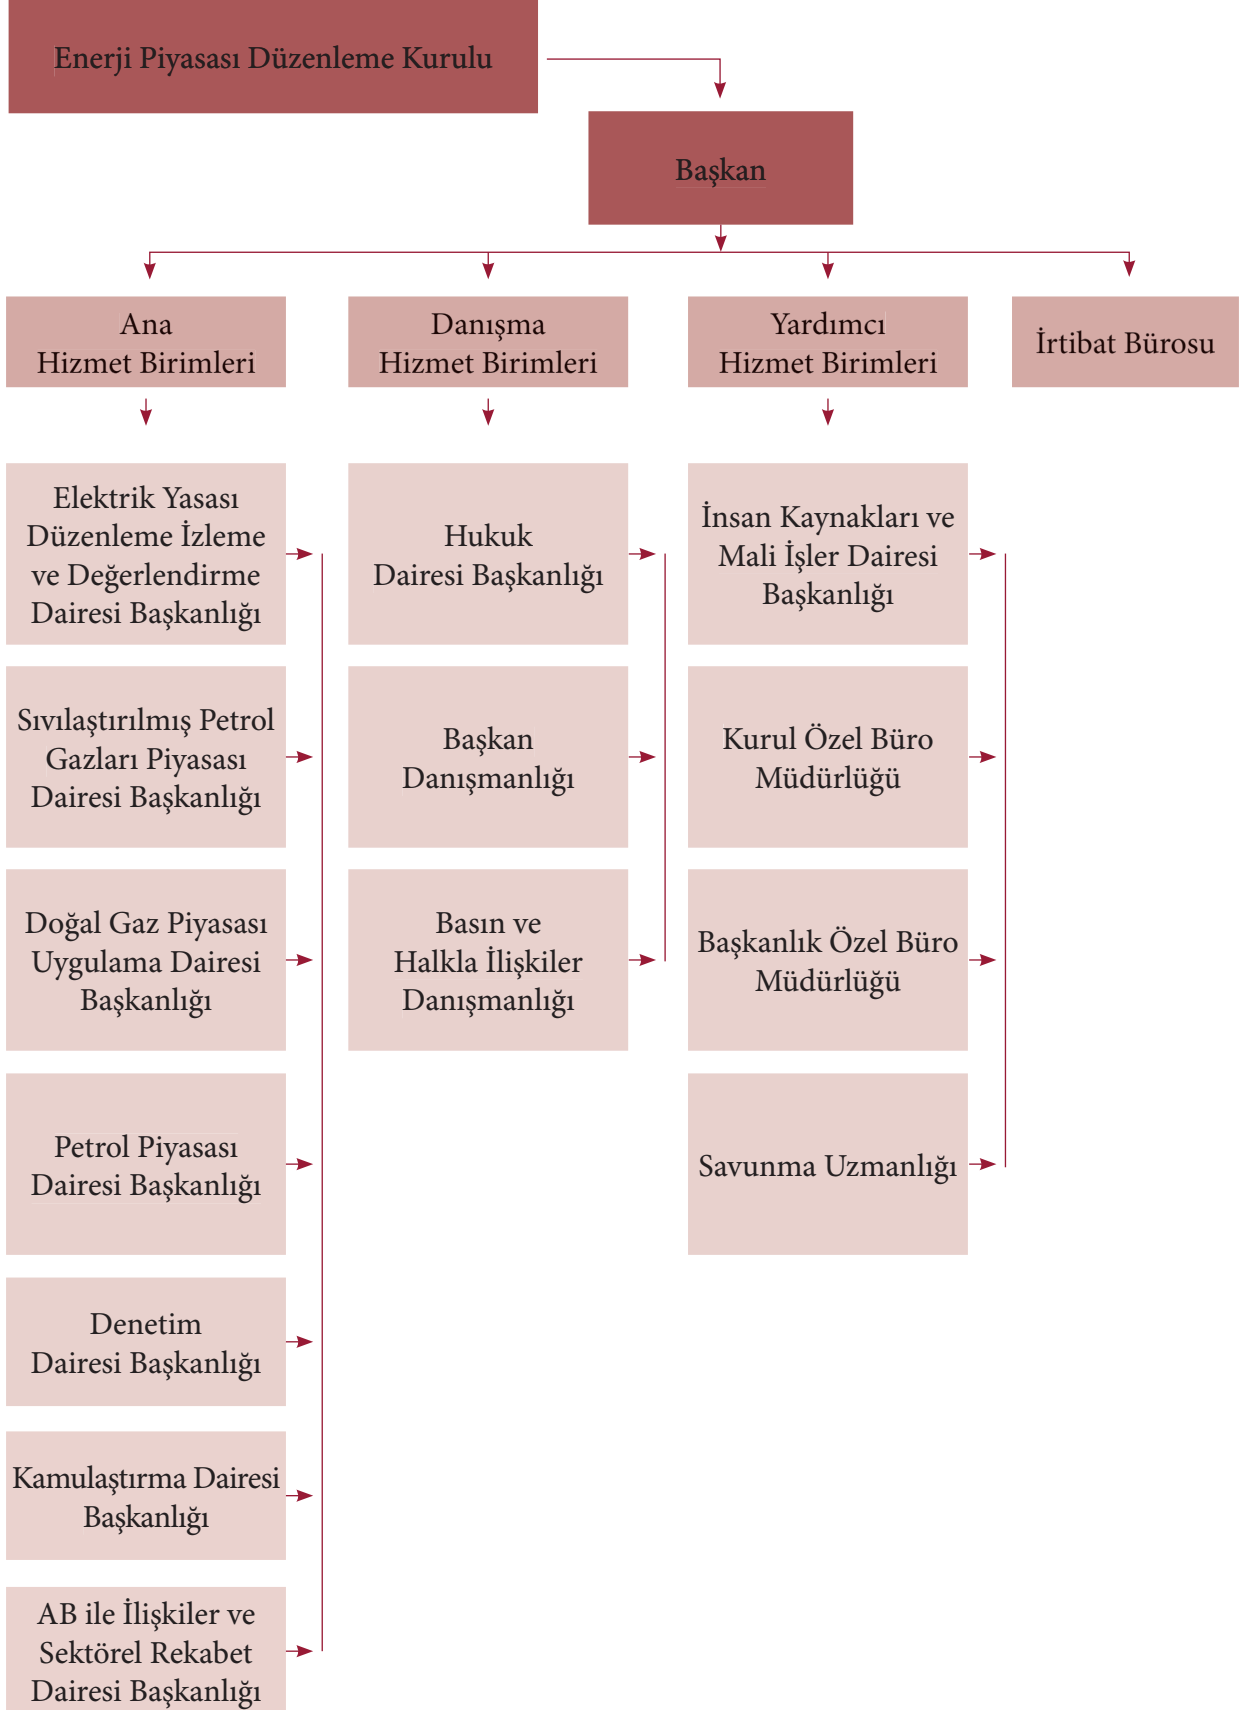 Enerji Piyasası Düzenleme Kurulu
Başkan
Ana
Hizmet Birimleri
Danışma
Hizmet Birimleri
Yardımcı
Hizmet Birimleri
İrtibat Bürosu
Elektrik Yasası
Düzenleme İzleme
ve Değerlendirme
Dairesi Başkanlığı
Sıvılaştırılmış Petrol
Gazları Piyasası
Dairesi Başkanlığı
Doğal Gaz Piyasası
Uygulama Dairesi
Başkanlığı
Petrol Piyasası
Dairesi Başkanlığı
Denetim
Dairesi Başkanlığı
Kamulaştırma Dairesi
Başkanlığı
AB ile İlişkiler ve
Sektörel Rekabet
Dairesi Başkanlığı
Hukuk
Dairesi Başkanlığı
Başkan
Danışmanlığı
Basın ve
Halkla İlişkiler
Danışmanlığı
İnsan Kaynakları ve
Mali İşler Dairesi
Başkanlığı
Kurul Özel Büro
Müdürlüğü
Başkanlık Özel Büro
Müdürlüğü
Savunma Uzmanlığı